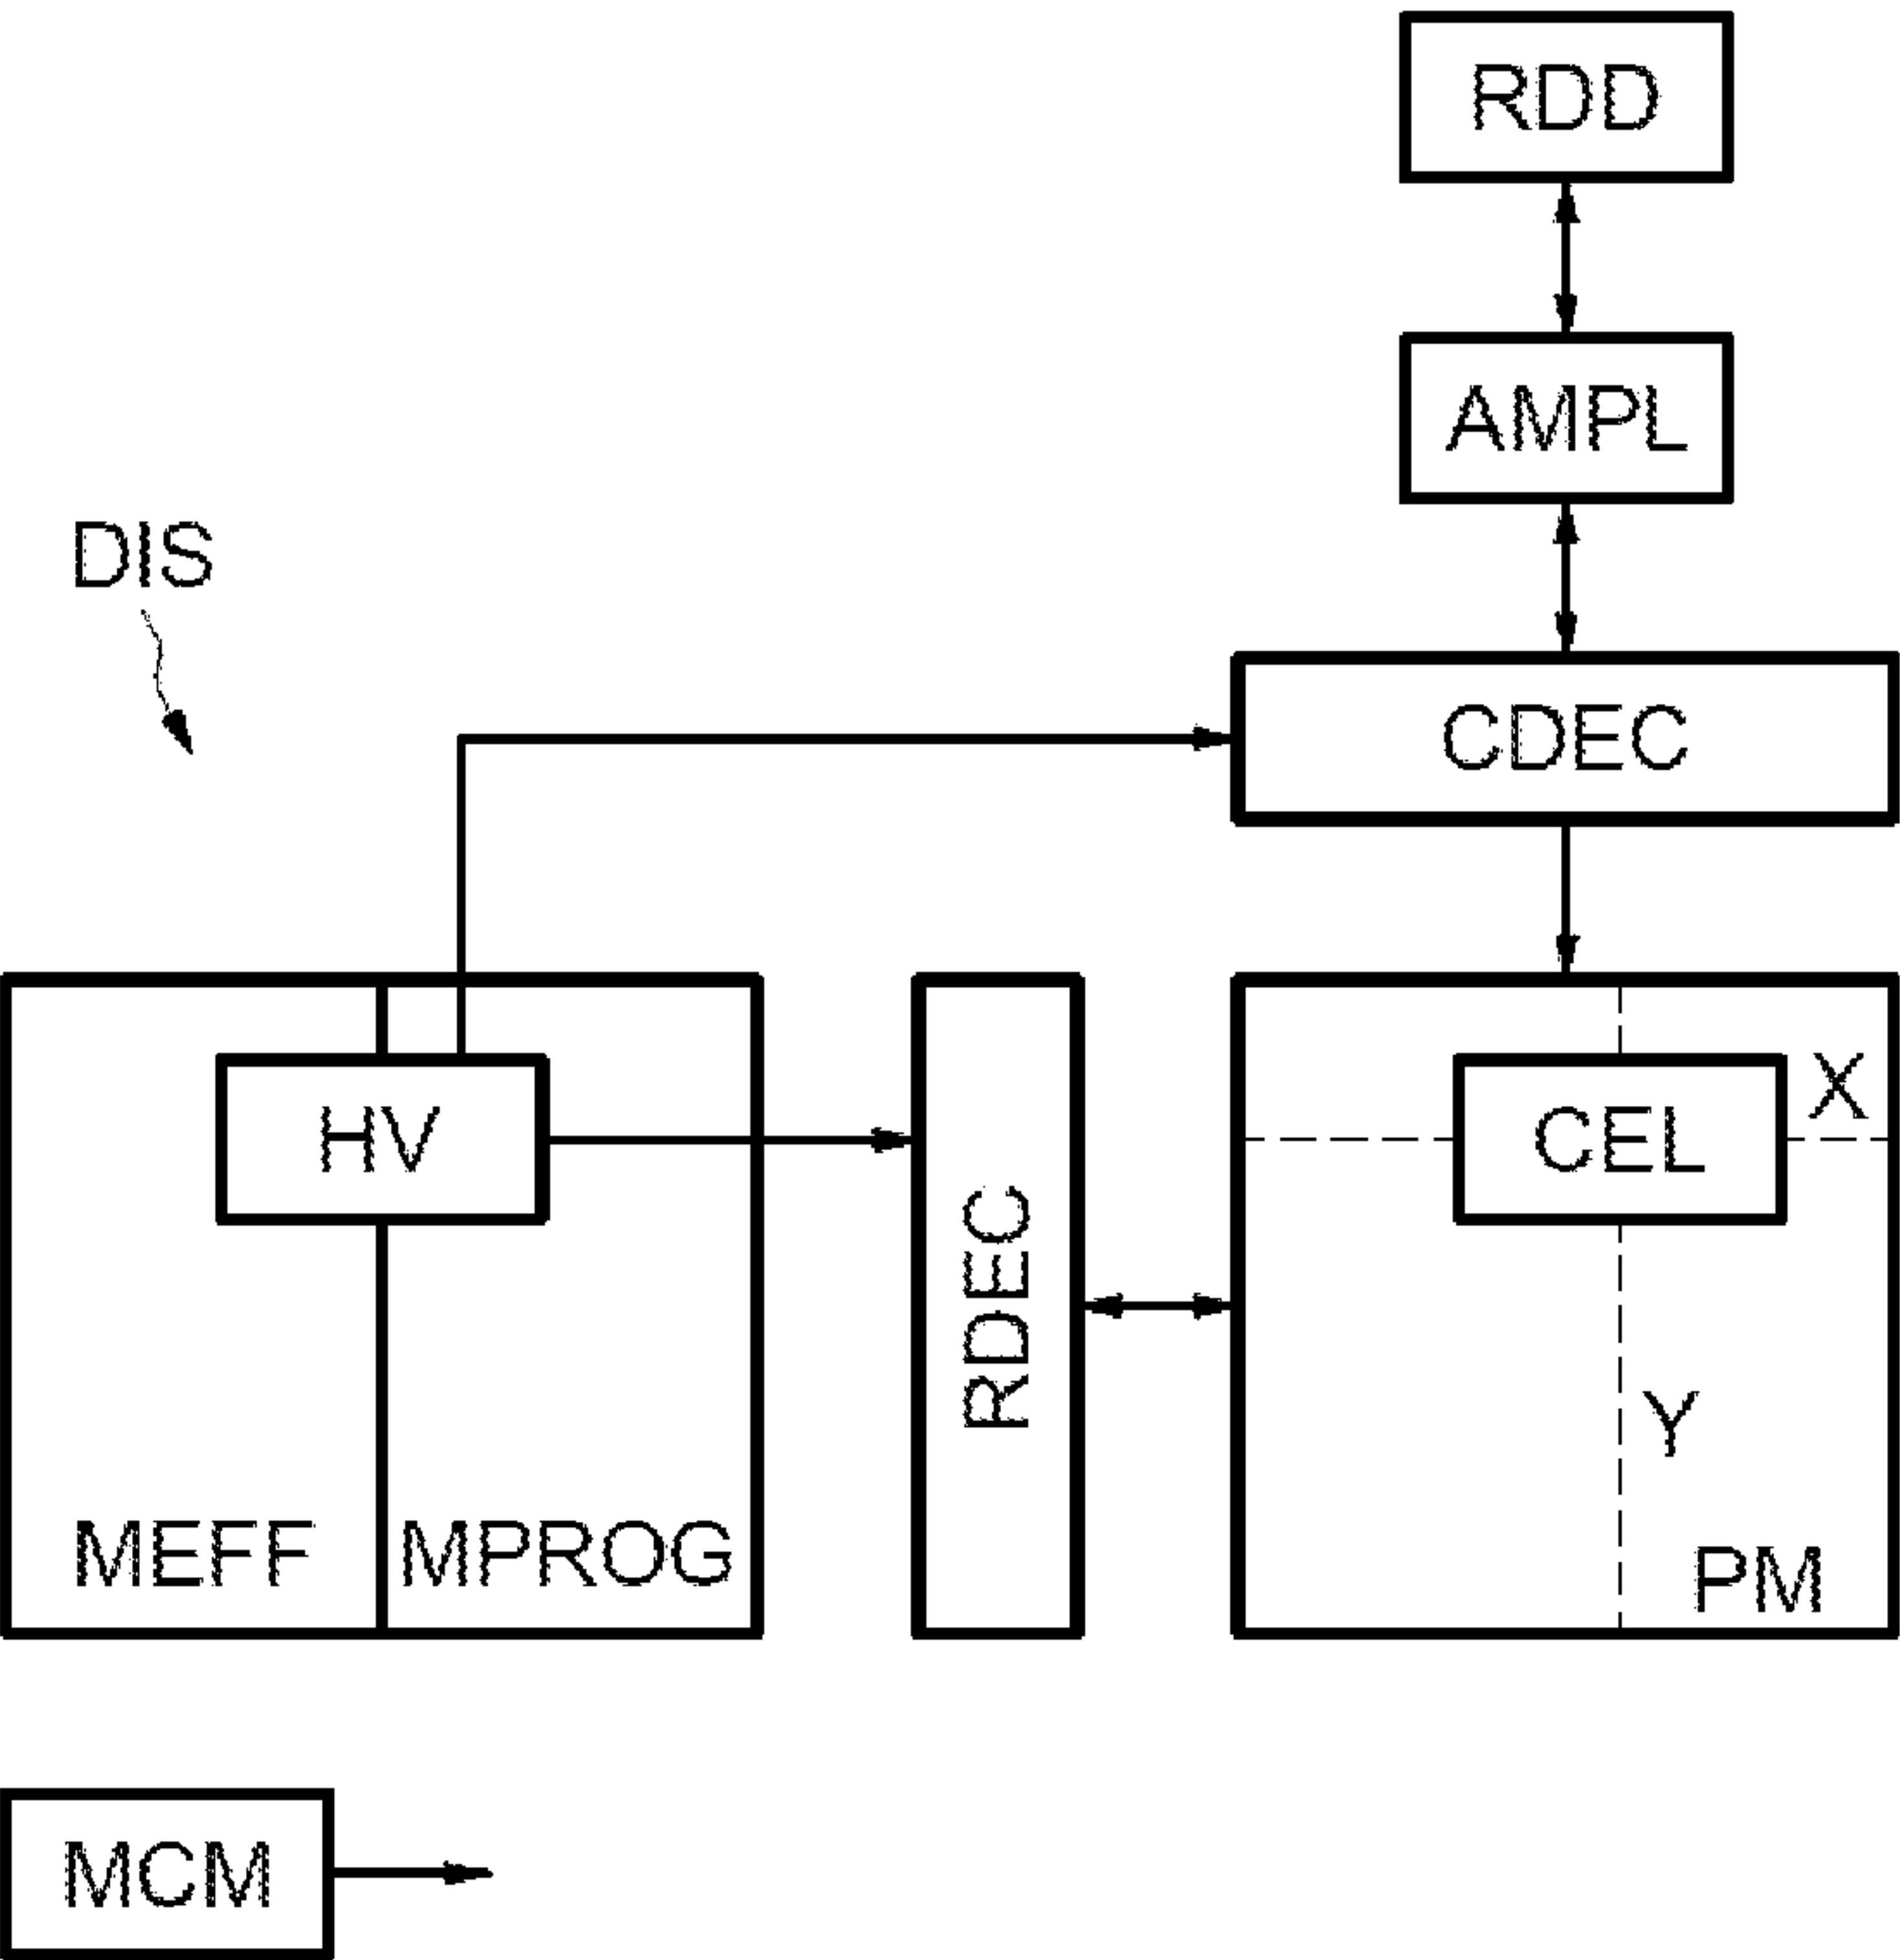 RDD
AMPL
DIS
CDEC
X
HV
CEL
RDEC
Y
MEFF
MPROG
PM
MCM